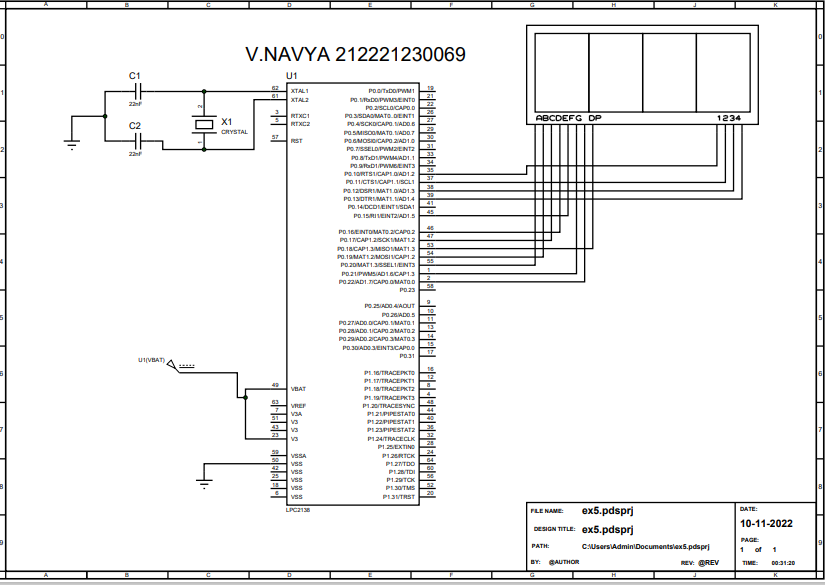 A B C D E F G H J K
V.NAVYA 212221230069
U1
C1
22nF
C2
22nF
X1
CRYSTAL
2
1
62 XTAL1
61 XTAL2
3 RTXC1
5 RTXC2
57 RST
P0.0/TxD0/PWM1 19
P0.1/RxD0/PWM3/EINT0 21
P0.2/SCL0/CAP0.0 22
P0.3/SDA0/MAT0.0/EINT1 26
P0.4/SCK0/CAP0.1/AD0.6 27
P0.5/MISO0/MAT0.1/AD0.7 29
P0.6/MOSI0/CAP0.2/AD1.0 30
P0.7/SSEL0/PWM2/EINT2 31
P0.8/TxD1/PWM4/AD1.1 33
P0.9/RxD1/PWM6/EINT3 34
P0.10/RTS1/CAP1.0/AD1.2 35
P0.11/CTS1/CAP1.1/SCL1 37
P0.12/DSR1/MAT1.0/AD1.3 38
P0.13/DTR1/MAT1.1/AD1.4 39
P0.14/DCD1/EINT1/SDA1 41
P0.15/RI1/EINT2/AD1.5 45
P0.16/EINT0/MAT0.2/CAP0.2 46
P0.17/CAP1.2/SCK1/MAT1.2 47
P0.18/CAP1.3/MISO1/MAT1.3 53
P0.19/MAT1.2/MOSI1/CAP1.2 54
P0.20/MAT1.3/SSEL1/EINT3 55
P0.21/PWM5/AD1.6/CAP1.3 1
P0.22/AD1.7/CAP0.0/MAT0.0 2
P0.23 58
P0.25/AD0.4/AOUT 9
P0.26/AD0.5 10
P0.27/AD0.0/CAP0.1/MAT0.1 11
P0.28/AD0.1/CAP0.2/MAT0.2 13
P0.29/AD0.2/CAP0.3/MAT0.3 14
P0.30/AD0.3/EINT3/CAP0.0 15
P0.31 17
P1.16/TRACEPKT0 16
P1.17/TRACEPKT1 12
P1.18/TRACEPKT2 8
P1.19/TRACEPKT3 4
P1.20/TRACESYNC 48
P1.21/PIPESTAT0 44
P1.22/PIPESTAT1 40
P1.23/PIPESTAT2 36
P1.24/TRACECLK 32
P1.25/EXTIN0 28
P1.26/RTCK 24
P1.27/TDO 64
P1.28/TDI 60
P1.29/TCK 56
P1.30/TMS 52
P1.31/TRST 20
U1(VBAT)
49 VBAT
63 VREF
7 V3A
51 V3
43 V3
23 V3
59 VSSA
50 VSS
42 VSS
25 VSS
18 VSS
6 VSS
LPC2138
ABCDEFG DP 1234
0 0
1 1
2 2
3 3
4 4
5 5
6 6
7 7
8 8
9 9
FILE NAME: ex5.pdsprj
DESIGN TITLE: ex5.pdsprj
PATH: C:\Users\Admin\Documents\ex5.pdsprj
BY: @AUTHOR REV: @REV
DATE:
10-11-2022
PAGE:
1 of 1
TIME: 00:31:20
A B C D E F G H J K